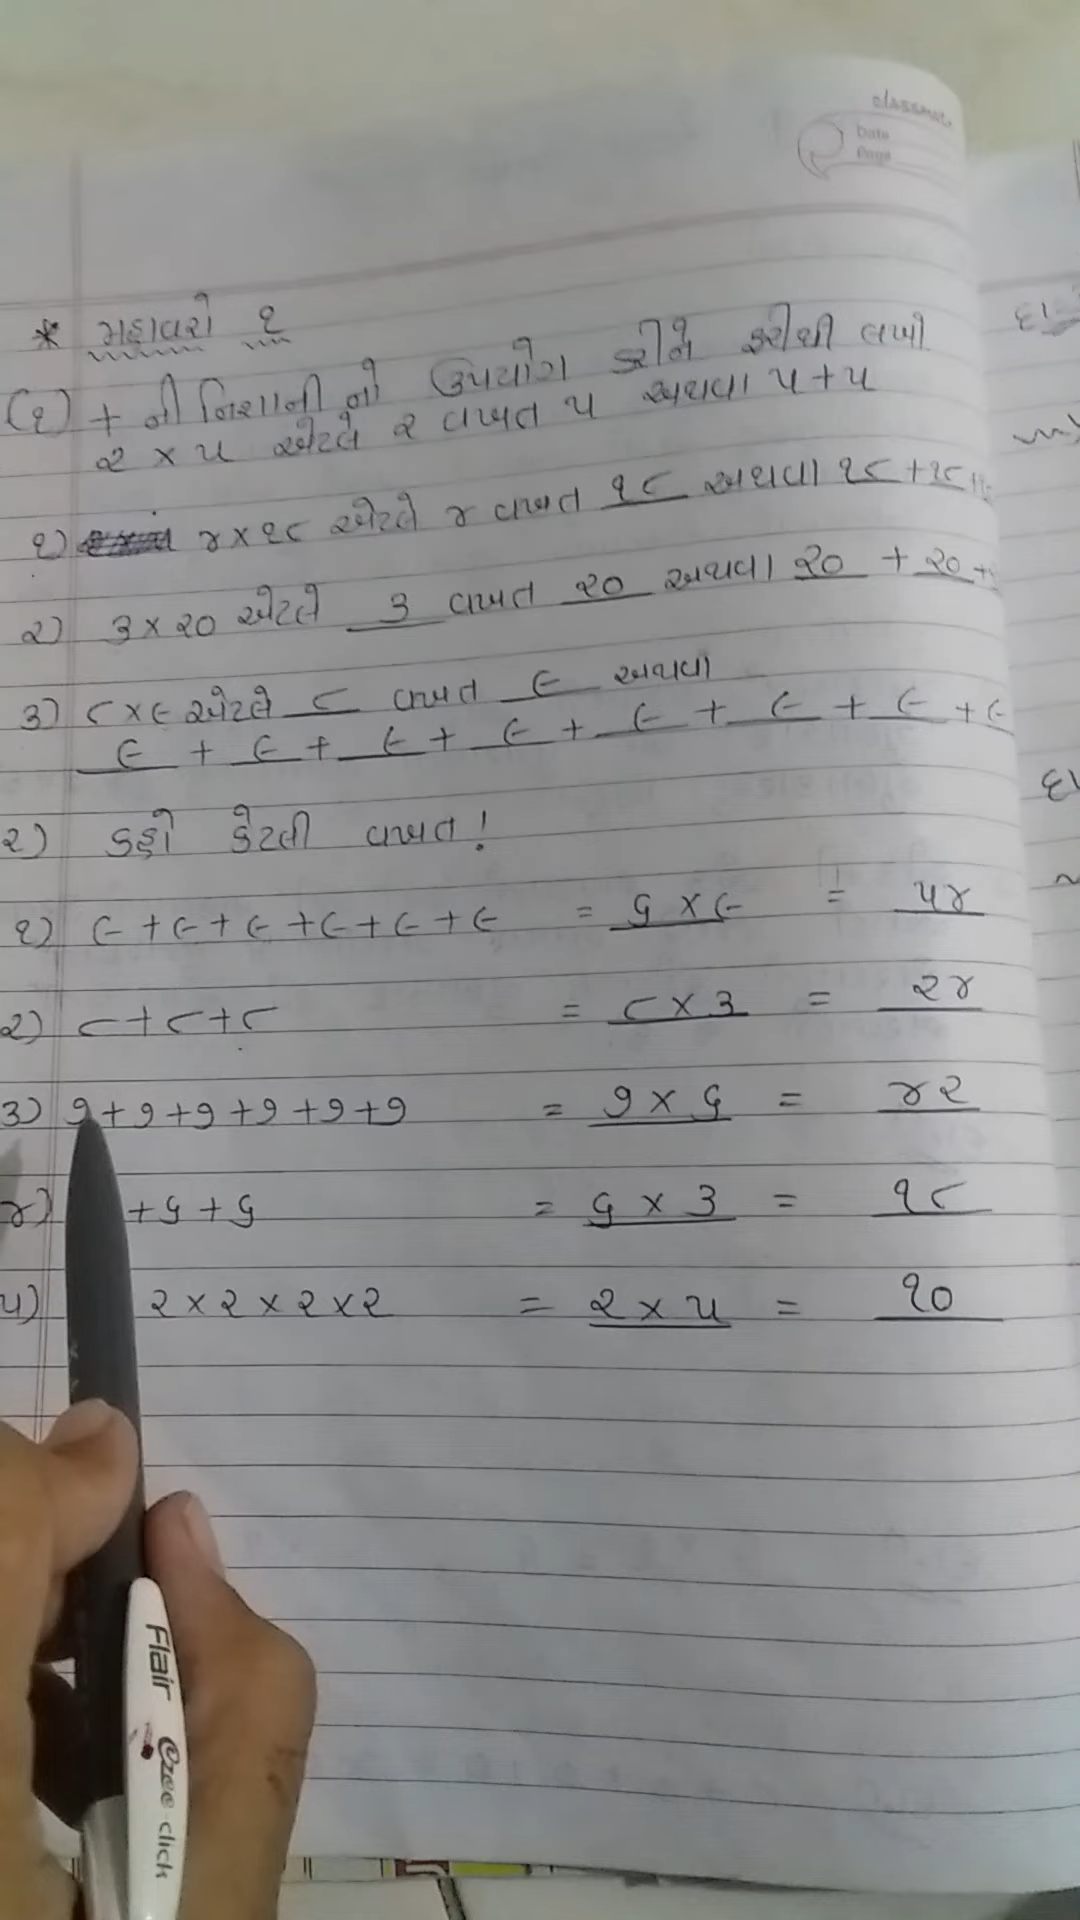 classmate
Date
Page
* મહાવરો ૧
(૧) + ની નિશાની નો ઉપયોગ કરીને ફરીથી લખો
૨ × ૫ એટલે ૨ વખત ૫ અથવા ૫ + ૫
૧) ૪ × ૧૮ એટલે ૪ વખત ૧૮ અથવા ૧૮ + ૧૮ +
૨) ૩ × ૨૦ એટલે ૩ વખત ૨૦ અથવા ૨૦ + ૨૦ +
૩) ૮ × ૯ એટલે ૮ વખત ૯ અથવા
૯ + ૯ + ૯ + ૯ + ૯ + ૯ + ૯ + ૯
૨) કહો કેટલી વખત!
૧) ૯ + ૯ + ૯ + ૯ + ૯ + ૯ = ૬ × ૯ = ૫૪
૨) ૮ + ૮ + ૮ = ૮ × ૩ = ૨૪
૩) ૭ + ૭ + ૭ + ૭ + ૭ + ૭ = ૭ × ૬ = ૪૨
૪) + ૬ + ૬ = ૬ × ૩ = ૧૮
૫) ૨ × ૨ × ૨ × ૨ = ૨ × ૫ = ૧૦
Flair ezee click